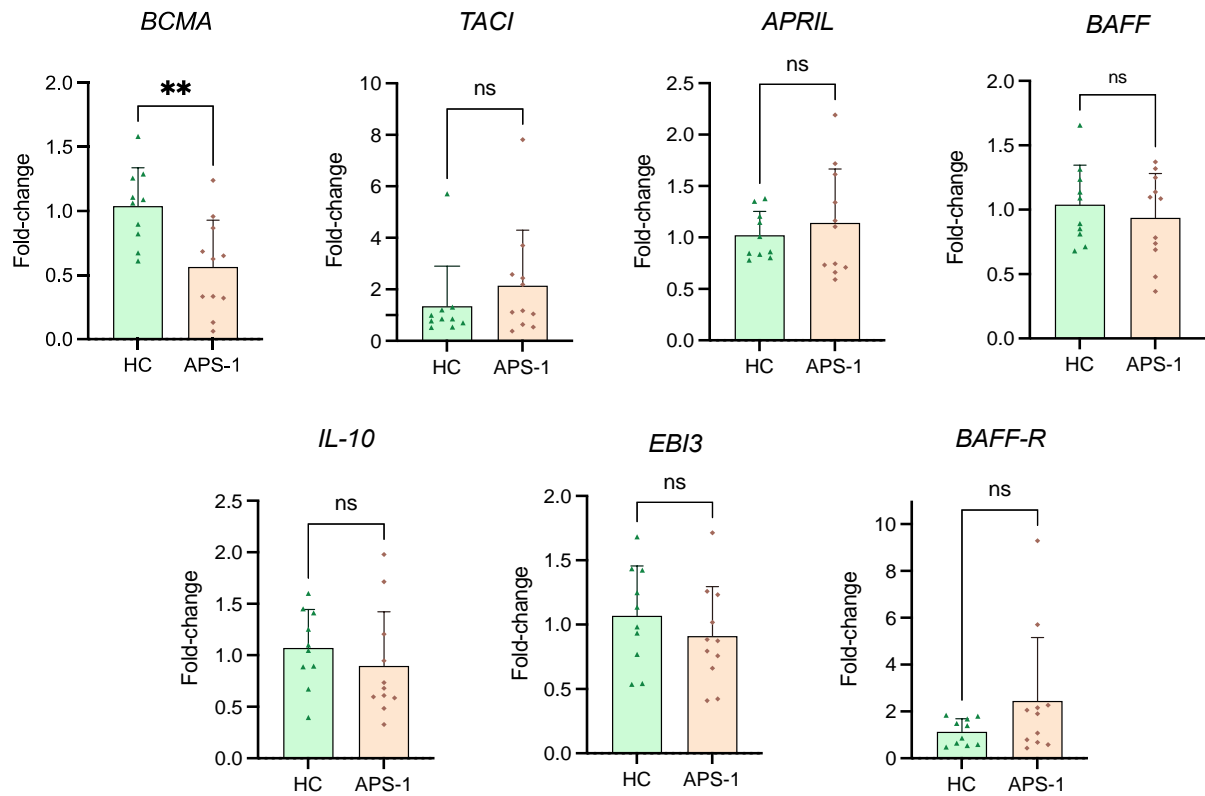 BCMA
TACI
APRIL
BAFF
**
ns
ns
ns
Fold-change
2.0
1.5
1.0
0.5
0.0
HC APS-1
Fold-change
10
8
6
4
2
1
0
HC APS-1
Fold-change
2.5
2.0
1.5
1.0
0.5
0.0
HC APS-1
Fold-change
2.0
1.5
1.0
0.5
0.0
HC APS-1
IL-10
EBI3
BAFF-R
ns
ns
ns
Fold-change
2.5
2.0
1.5
1.0
0.5
0.0
HC APS-1
Fold-change
2.0
1.5
1.0
0.5
0.0
HC APS-1
Fold-change
10
8
6
4
2
1
0
HC APS-1